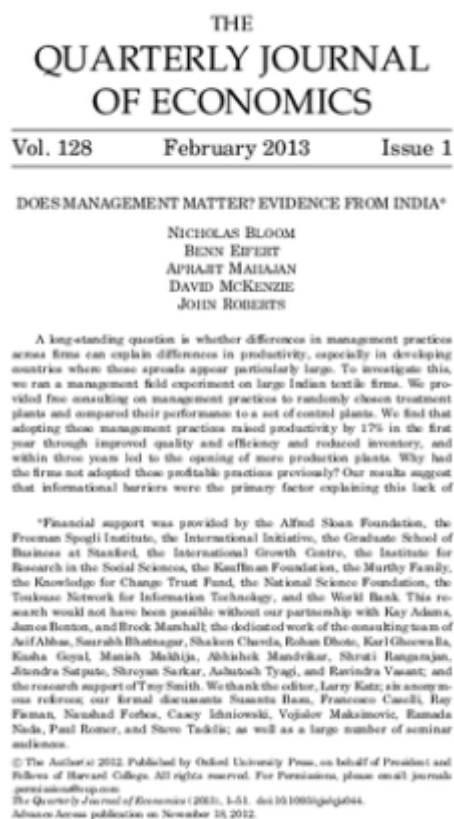 THE
QUARTERLY JOURNAL
OF ECONOMICS
Vol. 128 February 2013 Issue 1
DOES MANAGEMENT MATTER? EVIDENCE FROM INDIA*
NICHOLAS BLOOM
BENN EIFERT
APRAJIT MAHAJAN
DAVID MCKENZIE
JOHN ROBERTS
A long-standing question is whether differences in management practices
across firms can explain differences in productivity, especially in developing
countries where these spreads appear particularly large. To investigate this,
we ran a management field experiment on large Indian textile firms. We pro-
vided free consulting on management practices to randomly chosen treatment
plants and compared their performance to a set of control plants. We find that
adopting these management practices raised productivity by 17% in the first
year through improved quality and efficiency and reduced inventory, and
within three years led to the opening of more production plants. Why had
the firms not adopted those profitable practices previously? Our results suggest
that informational barriers were the primary factor explaining this lack of
*Financial support was provided by the Alfred Sloan Foundation, the
Freeman Spogli Institute, the International Initiative, the Graduate School of
Business at Stanford, the International Growth Centre, the Institute for
Research in the Social Sciences, the Kauffman Foundation, the Murthy Family,
the Knowledge for Change Trust Fund, the National Science Foundation, the
Toulouse Network for Information Technology, and the World Bank. This re-
search would not have been possible without our partnership with Kay Adams,
James Benton, and Breck Marshall; the dedicated work of the consulting team of
Asif Abbas, Saurabh Bhatnagar, Shaleen Chavda, Rohan Dhote, Karl Gheewalla,
Kusha Goyal, Manish Makhija, Abhishek Mandvikar, Shruti Rangarajan,
Jitendra Satpute, Shreyan Sarkar, Ashutosh Tyagi, and Ravindra Vasant; and
the research support of Troy Smith. We thank the editor, Larry Katz; six anonym-
ous referees; our formal discussants Susantu Basu, Francesco Caselli, Ray
Fisman, Naushad Forbes, Casey Ichniowski, Vojislav Maksimovic, Ramada
Nada, Paul Romer, and Steve Tadelis; as well as a large number of seminar
audiences.
© The Author(s) 2012. Published by Oxford University Press, on behalf of President and
Fellows of Harvard College. All rights reserved. For Permissions, please email: journals
.permissions@oup.com
The Quarterly Journal of Economics (2013), 1–51. doi:10.1093/qje/qjs044.
Advance Access publication on November 18, 2012.